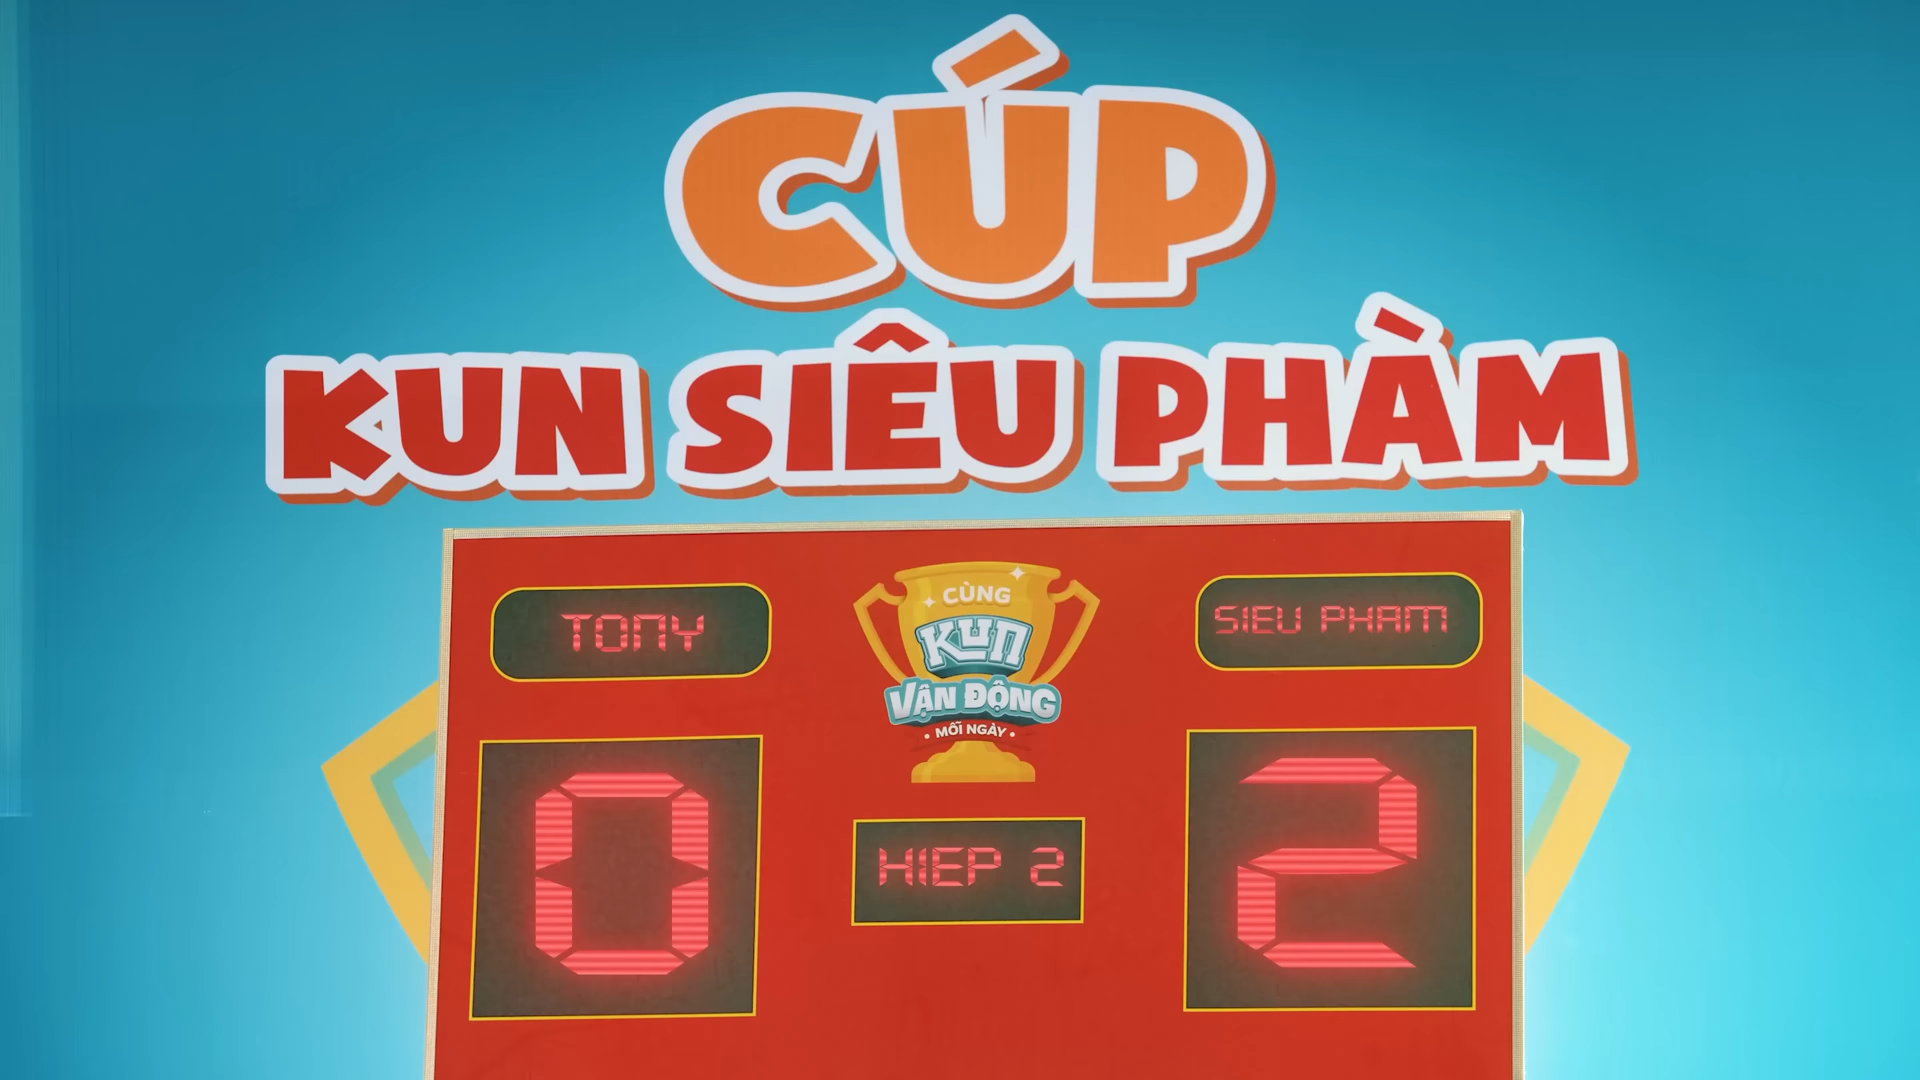 CÚP
KUN SIÊU PHÀM
TONY
SIEU PHAM
CÙNG
KUN
VẬN ĐỘNG
• MỖI NGÀY •
0
HIEP 2
2